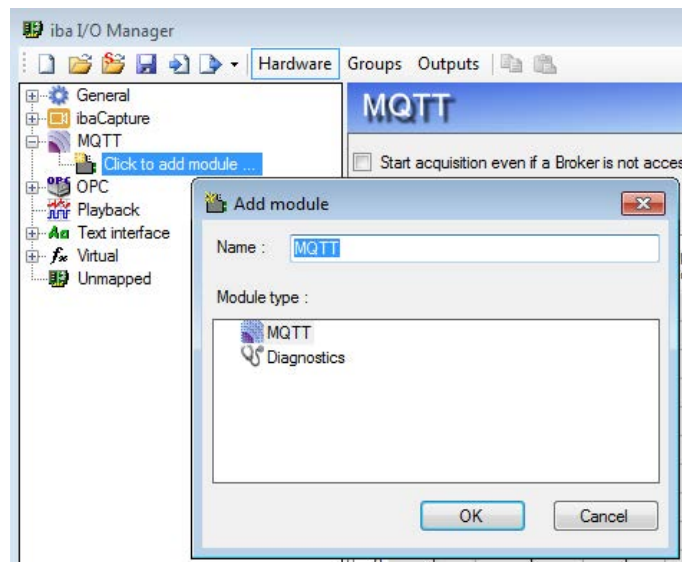 iba I/O Manager
Hardware Groups Outputs
General
ibaCapture
MQTT
Click to add module ...
OPC
Playback
Text interface
Virtual
Unmapped
MQTT
Start acquisition even if a Broker is not
Add module
Name : MQTT
Module type :
MQTT
Diagnostics
OK Cancel